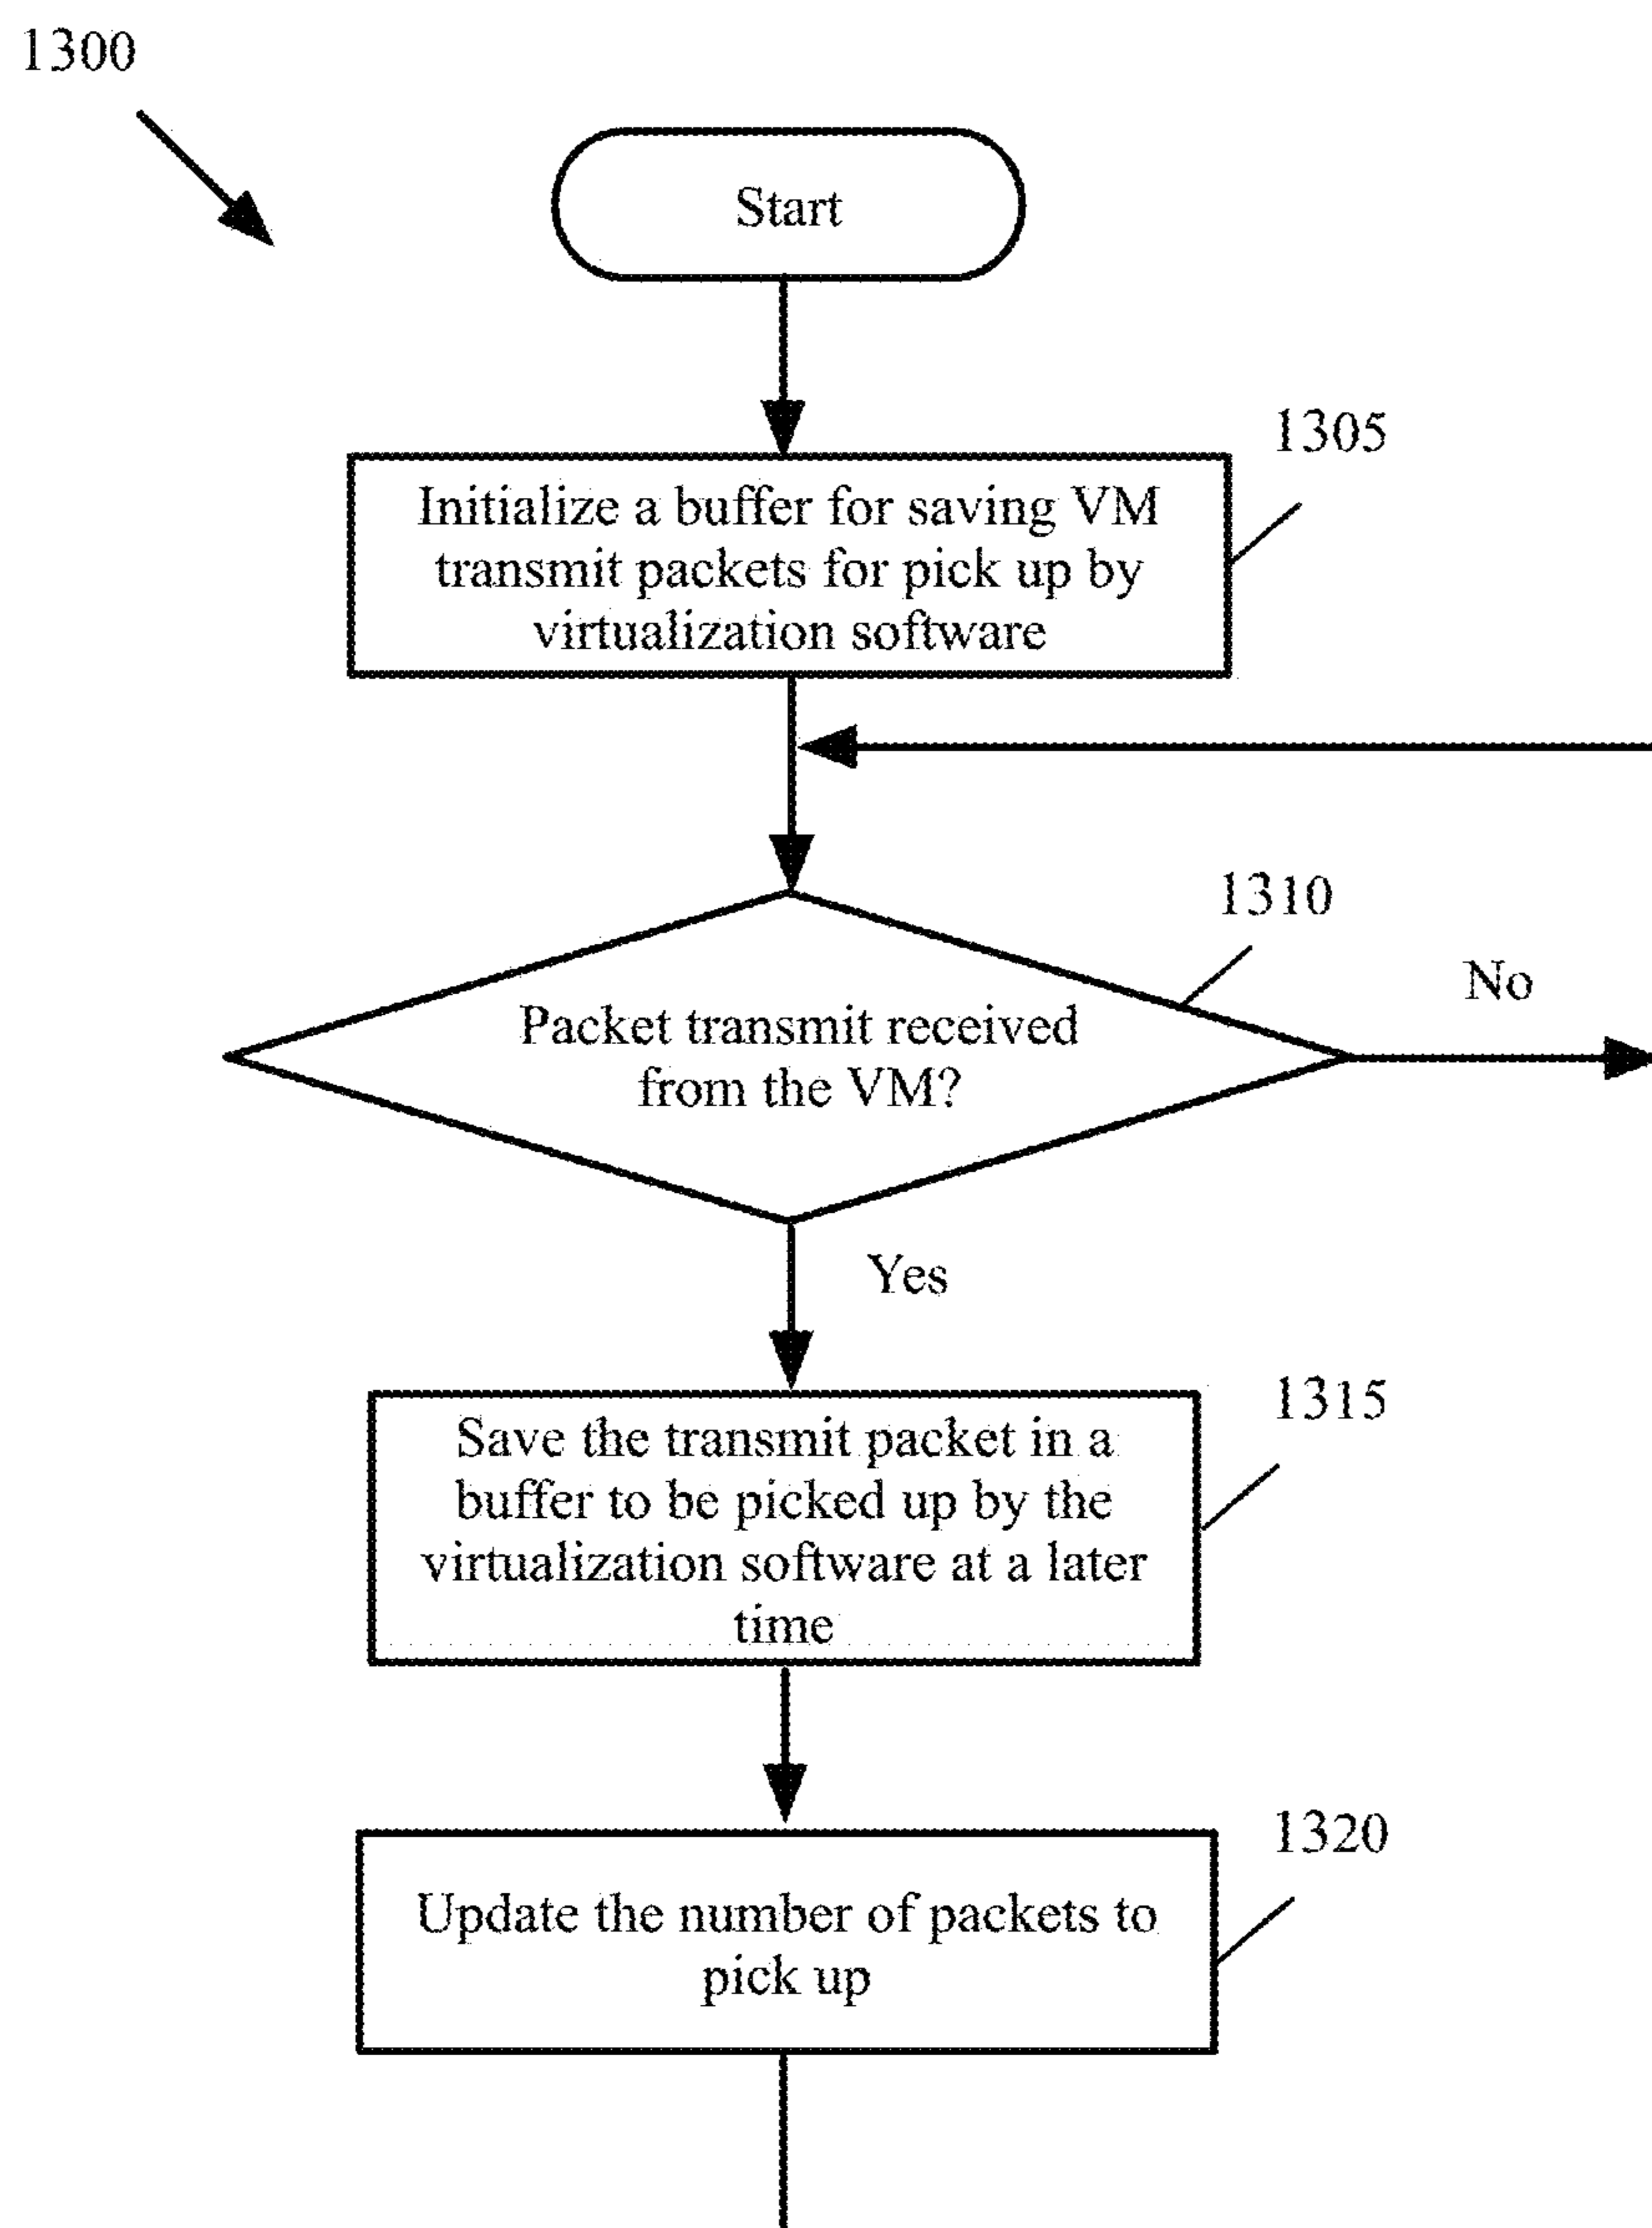 1300
Start
1305
Initialize a buffer for saving VM
transmit packets for pick up by
virtualization software
1310
No
Packet transmit received
from the VM?
Yes
1315
Save the transmit packet in a
buffer to be picked up by the
virtualization software at a later
time
1320
Update the number of packets to
pick up